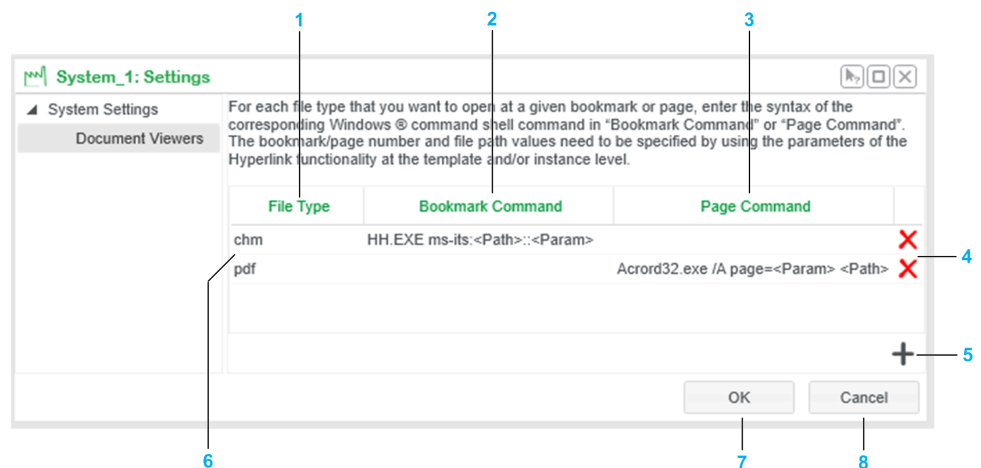 1 2 3
System_1: Settings
System Settings
Document Viewers
For each file type that you want to open at a given bookmark or page, enter the syntax of the
corresponding Windows ® command shell command in “Bookmark Command” or “Page Command”.
The bookmark/page number and file path values need to be specified by using the parameters of the
Hyperlink functionality at the template and/or instance level.
File Type Bookmark Command Page Command
chm HH.EXE ms-its:<Path>::<Param>
4
pdf Acrord32.exe /A page=<Param> <Path>
5
OK Cancel
6 7 8